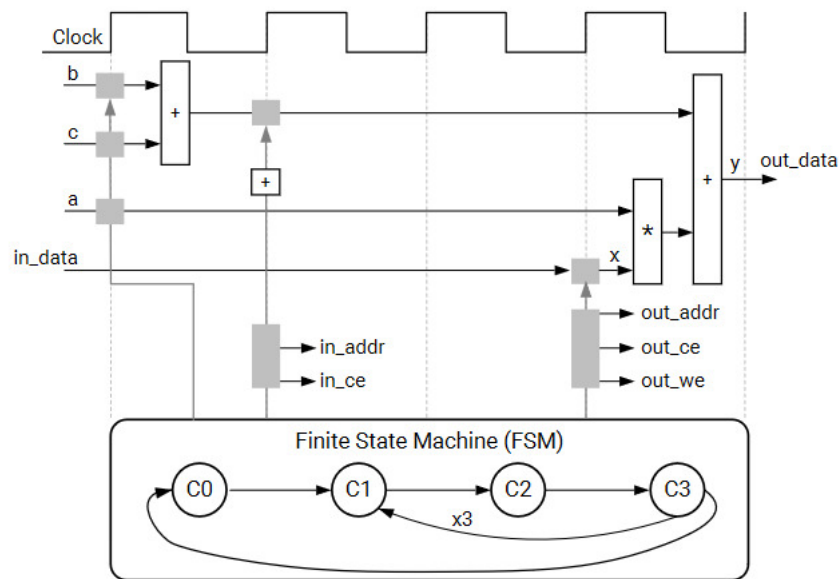 Clock
b
+
c
+
a
+
y
out_data
*
in_data
x
out_addr
in_addr
out_ce
in_ce
out_we
Finite State Machine (FSM)
C0
C1
C2
C3
x3